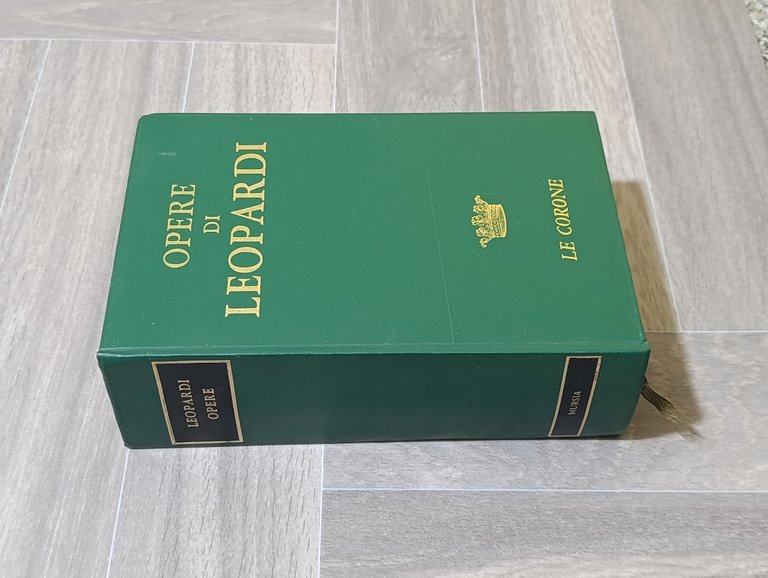 OPERE
DI
LEOPARDI
LE CORONE
LEOPARDI
OPERE
MURSIA